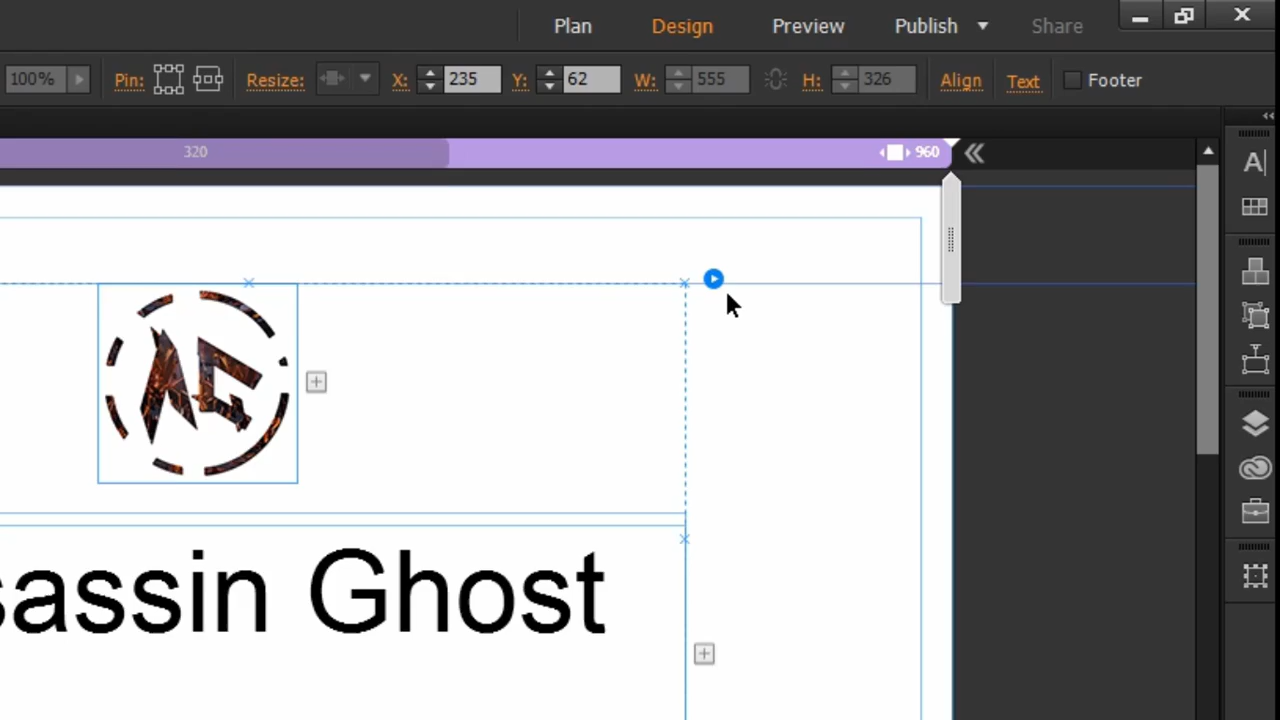 Plan Design Preview Publish Share
100% Pin: Resize: X: 235 Y: 62 W: 555 H: 326 Align Text Footer
320 960
A
AG
sassin Ghost